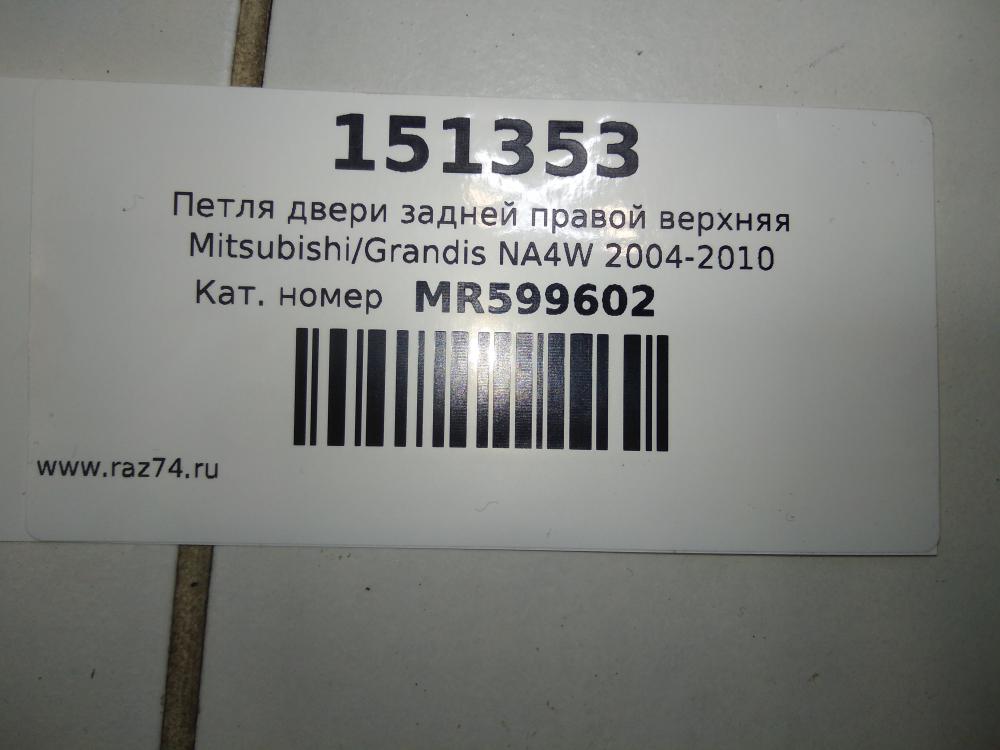 151353
Петля двери задней правой верхняя
Mitsubishi/Grandis NA4W 2004-2010
Кат. номер MR599602
www.raz74.ru